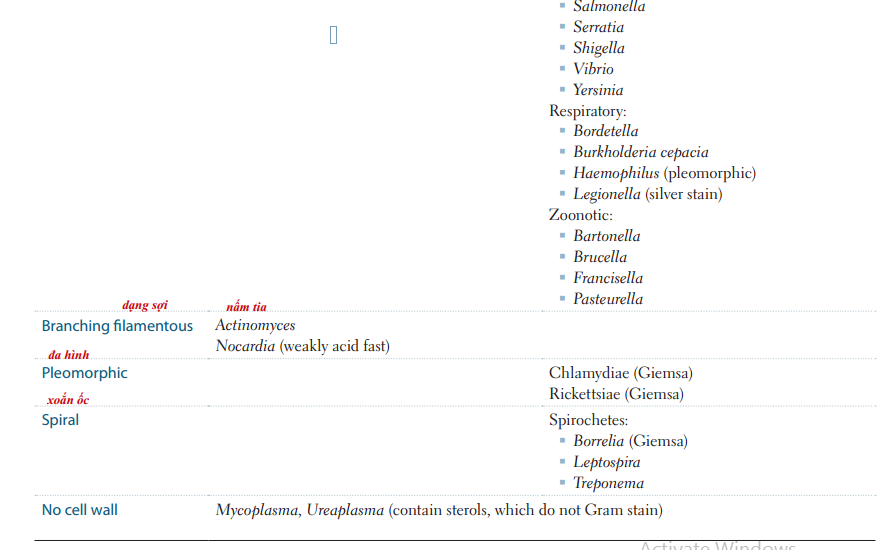 Salmonella
Serratia
Shigella
Vibrio
Yersinia
Respiratory:
Bordetella
Burkholderia cepacia
Haemophilus (pleomorphic)
Legionella (silver stain)
Zoonotic:
Bartonella
Brucella
Francisella
Pasteurella
dạng sợi nấm tia
Branching filamentous Actinomyces
Nocardia (weakly acid fast)
đa hình
Pleomorphic Chlamydiae (Giemsa)
Rickettsiae (Giemsa)
xoắn ốc
Spiral Spirochetes:
Borrelia (Giemsa)
Leptospira
Treponema
No cell wall Mycoplasma, Ureaplasma (contain sterols, which do not Gram stain)
Activate Windows